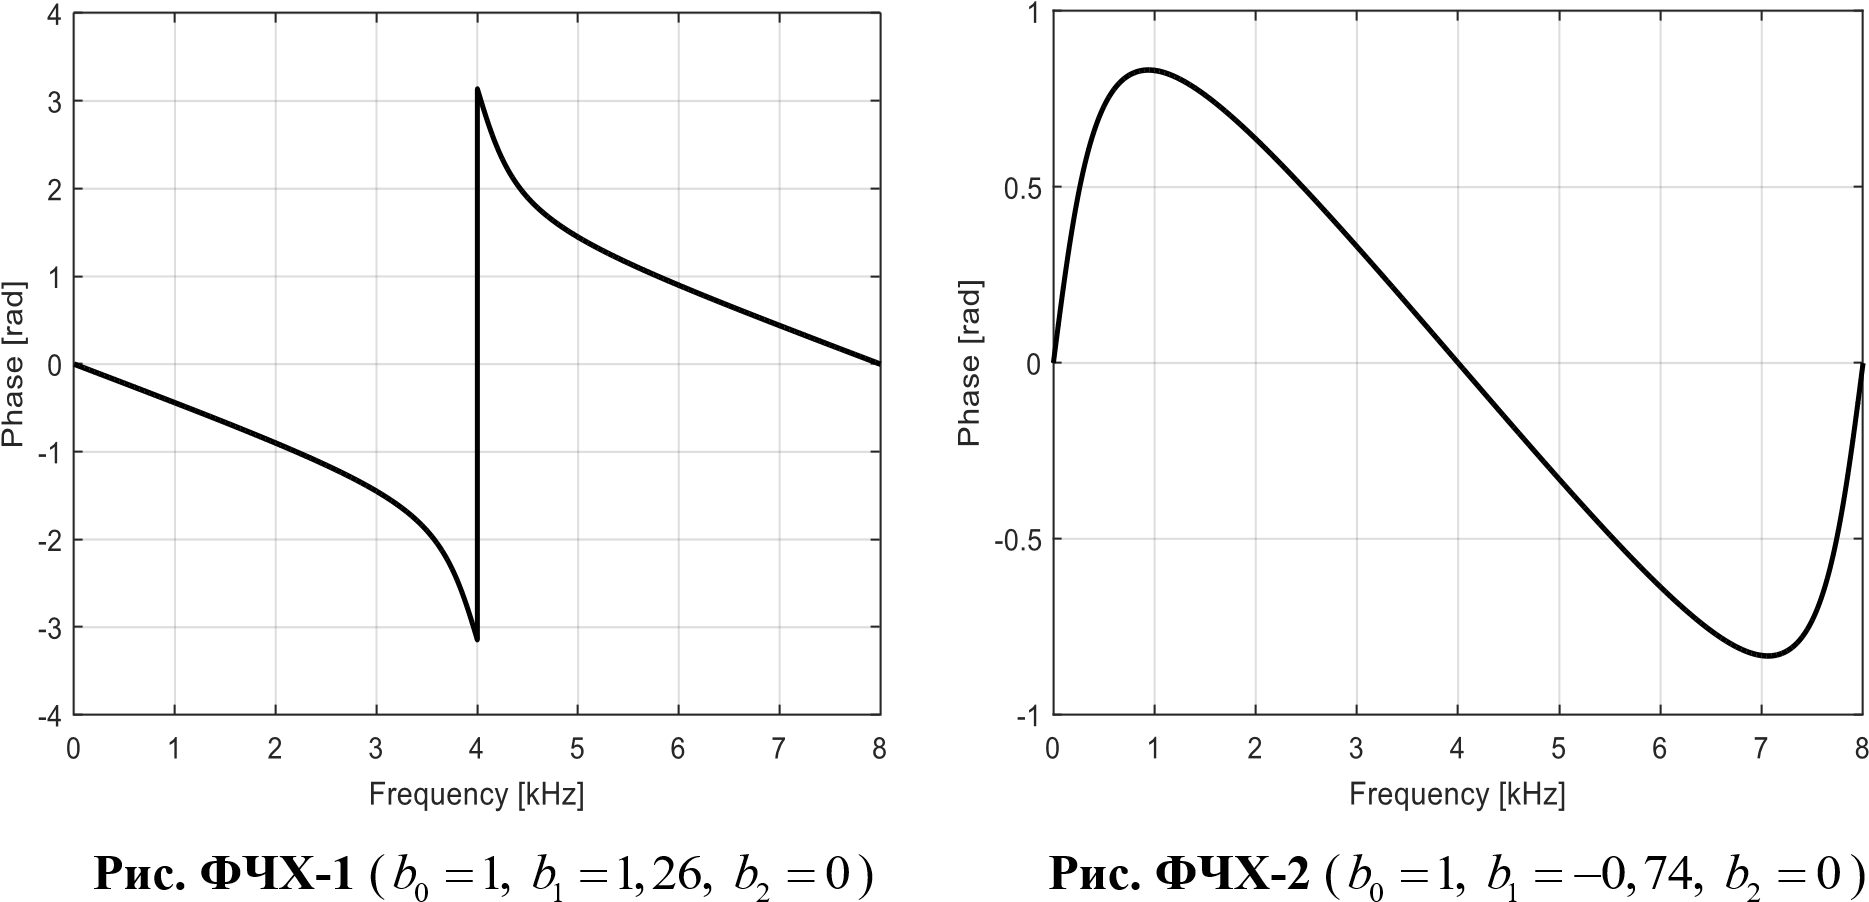 4
3
2
1
0
-1
-2
-3
-4
Phase [rad]
0 1 2 3 4 5 6 7 8
Frequency [kHz]
Рис. ФЧХ-1 (b₀ = 1, b₁ = 1,26, b₂ = 0)
1
0.5
0
-0.5
-1
Phase [rad]
0 1 2 3 4 5 6 7 8
Frequency [kHz]
Рис. ФЧХ-2 (b₀ = 1, b₁ = −0,74, b₂ = 0)